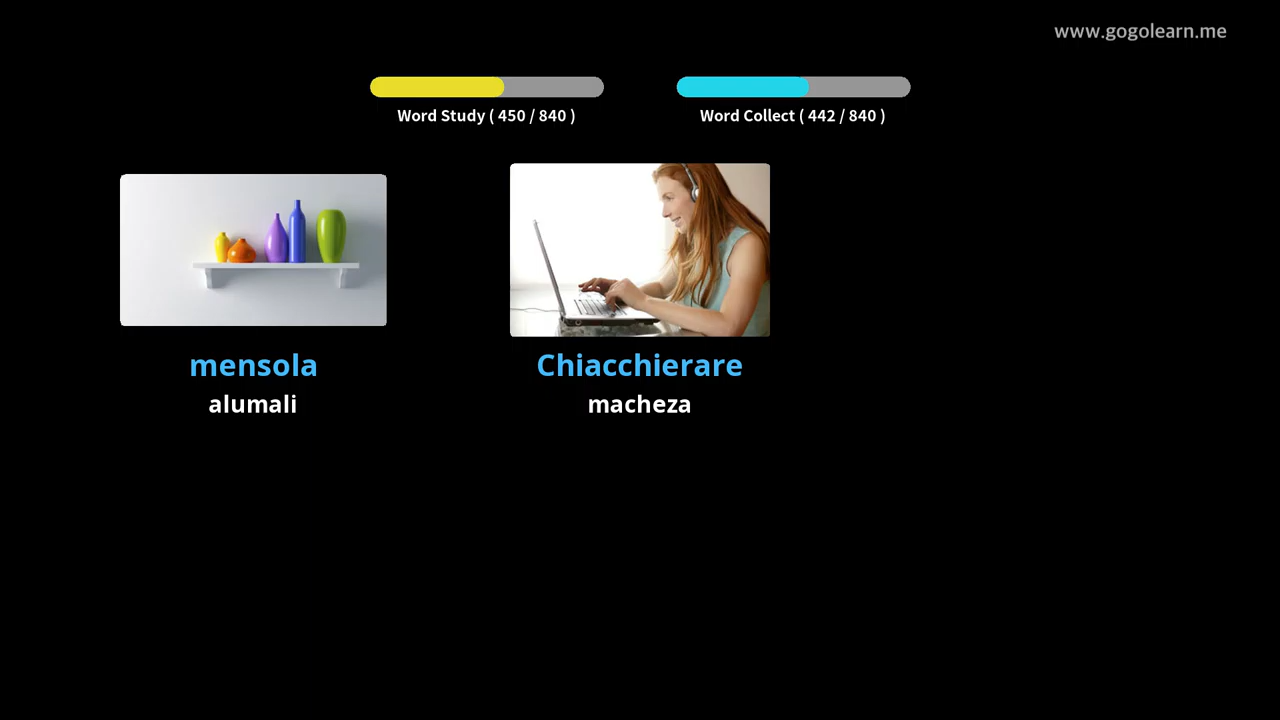 www.gogolearn.me
Word Study ( 450 / 840 )
Word Collect ( 442 / 840 )
mensola
alumali
Chiacchierare
macheza